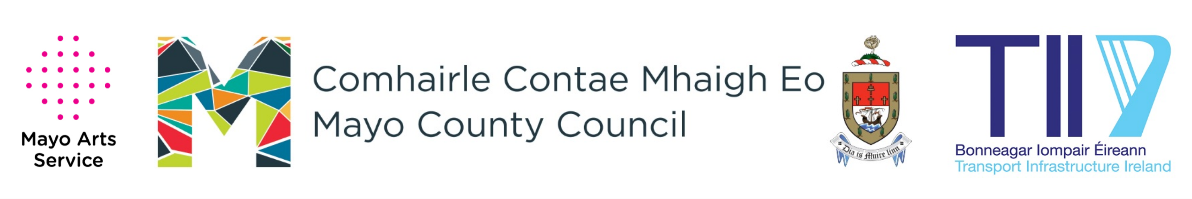 Mayo Arts
Service
M
Comhairle Contae Mhaigh Eo
Mayo County Council
Dia is Muire linn
TII
Bonneagar Iompair Éireann
Transport Infrastructure Ireland